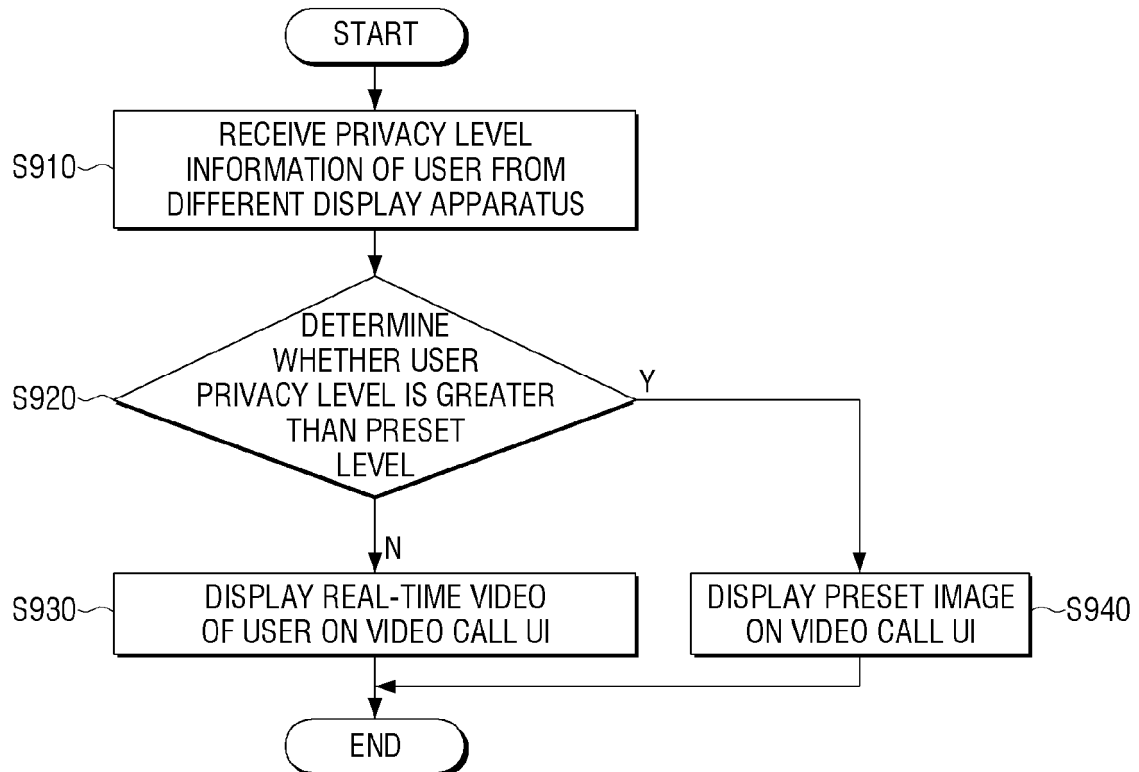 START
S910
RECEIVE PRIVACY LEVEL
INFORMATION OF USER FROM
DIFFERENT DISPLAY APPARATUS
S920
DETERMINE
WHETHER USER
PRIVACY LEVEL IS GREATER
THAN PRESET
LEVEL
Y
N
S930
DISPLAY REAL-TIME VIDEO
OF USER ON VIDEO CALL UI
DISPLAY PRESET IMAGE
ON VIDEO CALL UI
S940
END